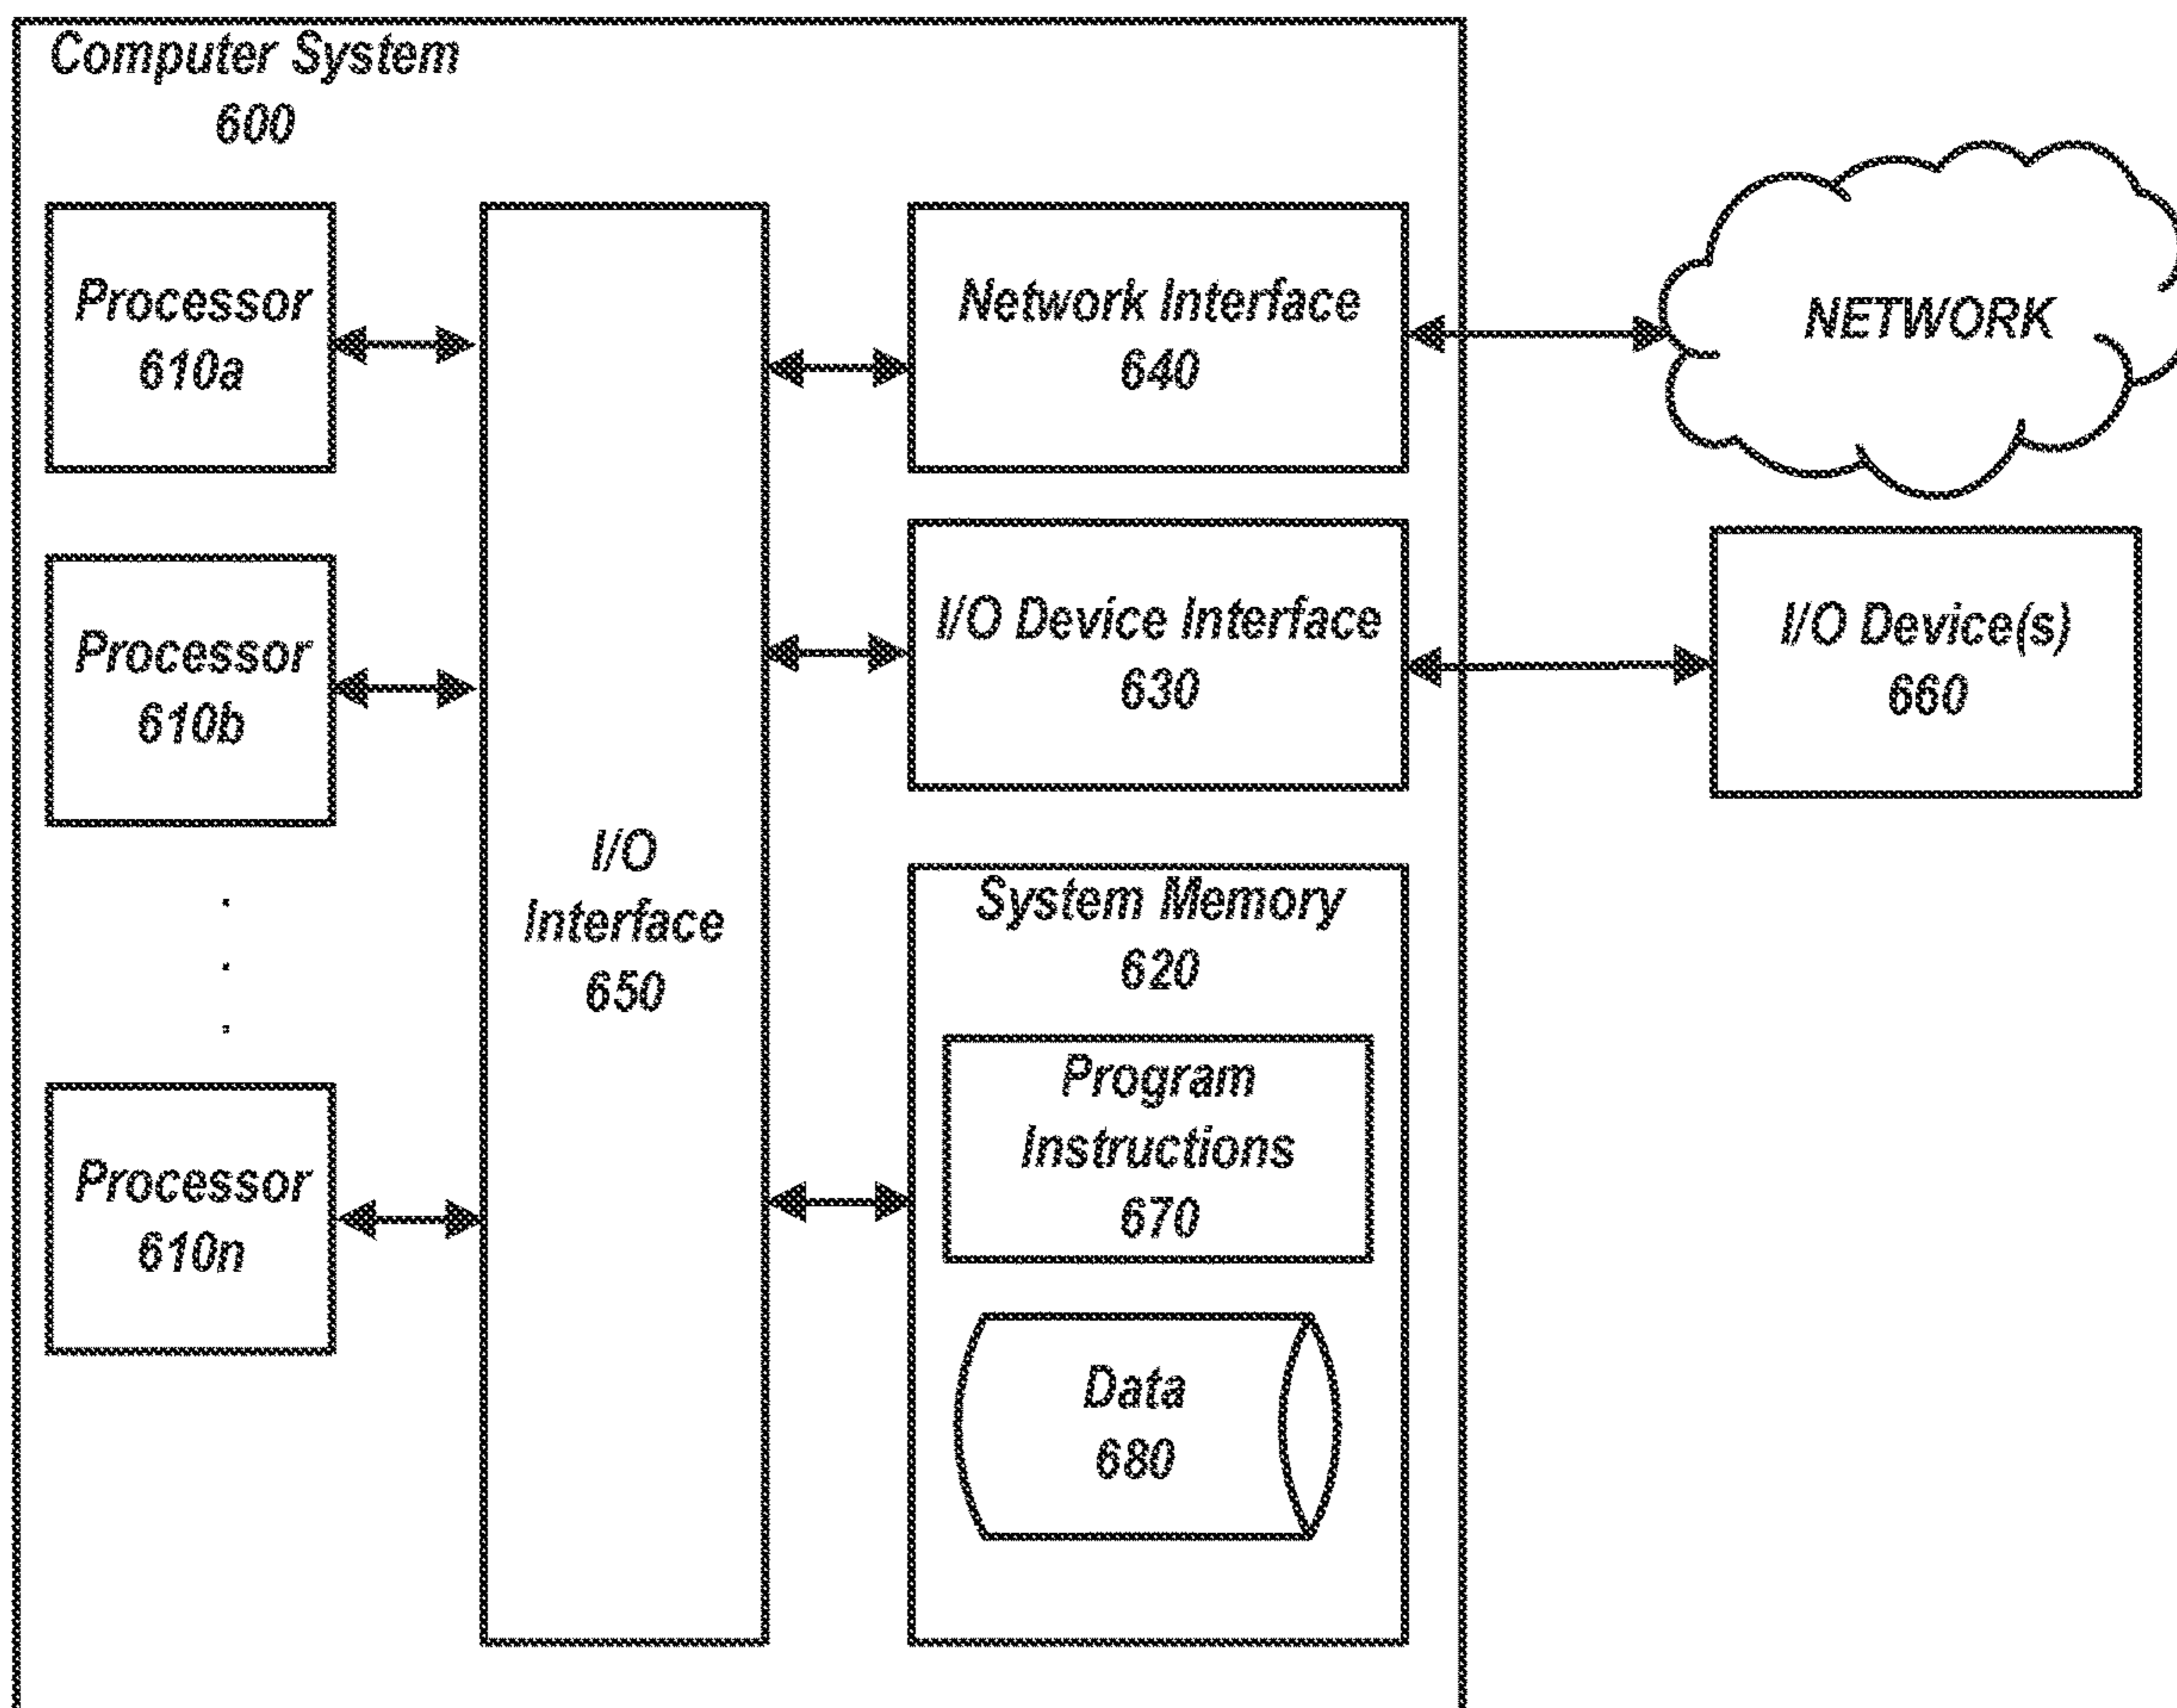 Computer System
600
Processor
610a
Processor
610b
Processor
610n
I/O
Interface
650
Network Interface
640
I/O Device Interface
630
System Memory
620
Program
Instructions
670
Data
680
NETWORK
I/O Device(s)
660